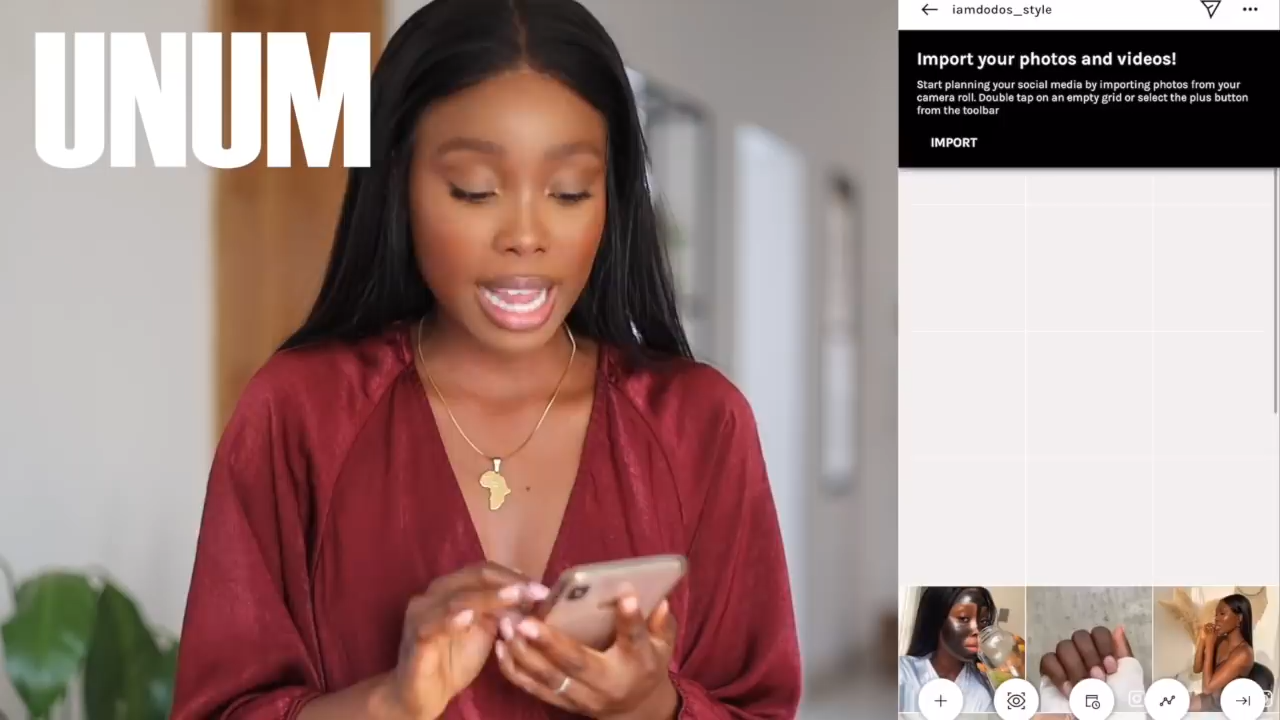 UNUM
iamdodos_style
Import your photos and videos!
Start planning your social media by importing photos from your
camera roll. Double tap on an empty grid or select the plus button
from the toolbar
IMPORT